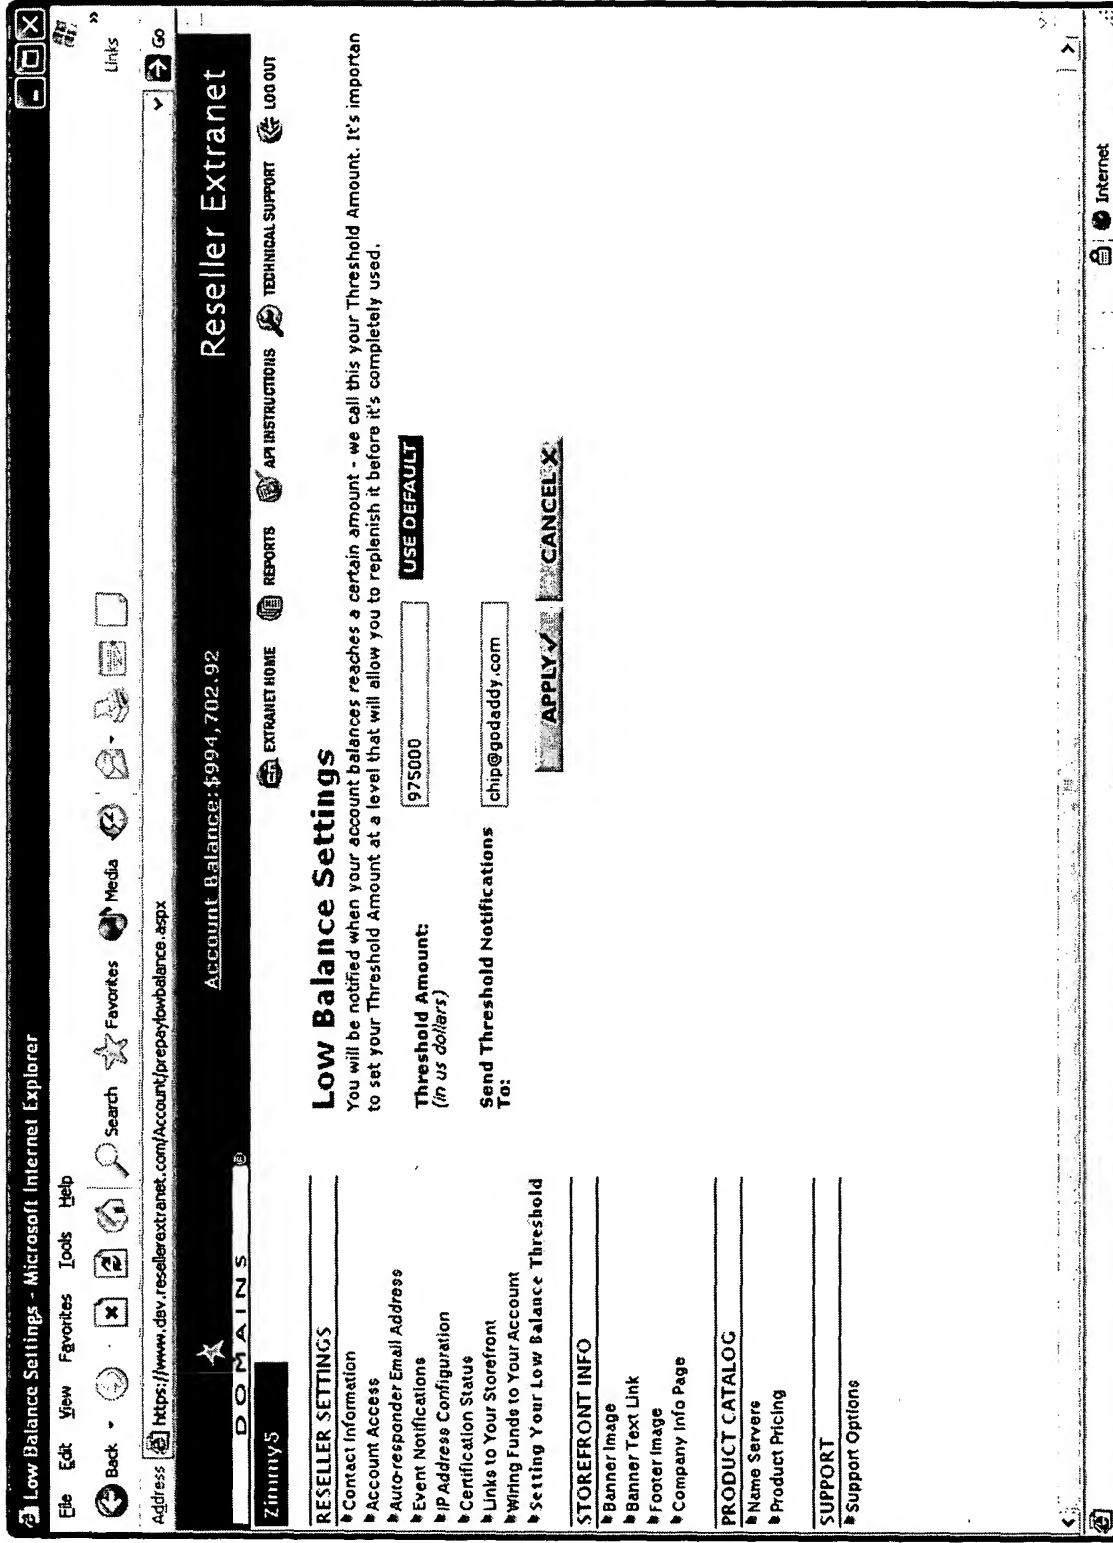 Low Balance Settings - Microsoft Internet Explorer
File Edit View Favorites Tools Help
Back Search Favorites Media Links »
Address https://www.dev.resellerextranet.com/Account/prepaylowbalance.aspx Go
DOMAINS ®
Account Balance: $994,702.92
Reseller Extranet
Zimmy5
EXTRANET HOME REPORTS API INSTRUCTIONS TECHNICAL SUPPORT LOG OUT
RESELLER SETTINGS
Contact Information
Account Access
Auto-responder Email Address
Event Notifications
IP Address Configuration
Certification Status
Links to Your Storefront
Wiring Funds to Your Account
Setting Your Low Balance Threshold
STOREFRONT INFO
Banner Image
Banner Text Link
Footer Image
Company Info Page
PRODUCT CATALOG
Name Servers
Product Pricing
SUPPORT
Support Options
Low Balance Settings
You will be notified when your account balances reaches a certain amount - we call this your Threshold Amount. It's importan
to set your Threshold Amount at a level that will allow you to replenish it before it's completely used.
Threshold Amount: 975000 USE DEFAULT
(in us dollars)
Send Threshold Notifications chip@godaddy.com
To:
APPLY CANCEL
Internet